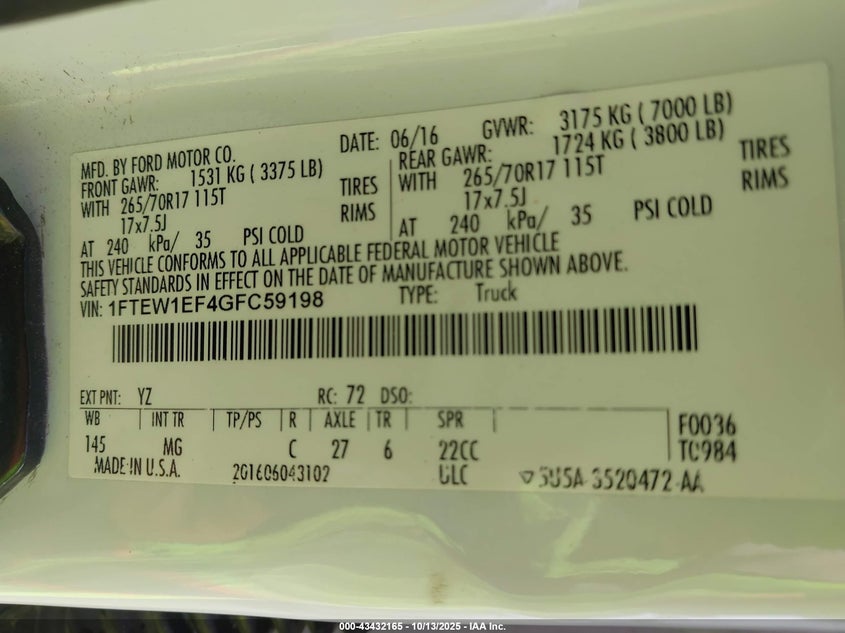 MFD. BY FORD MOTOR CO. DATE: 06/16 GVWR: 3175 KG ( 7000 LB)
FRONT GAWR: 1531 KG ( 3375 LB) REAR GAWR: 1724 KG ( 3800 LB)
WITH 265/70R17 115T TIRES WITH 265/70R17 115T TIRES
17x7.5J RIMS 17x7.5J RIMS
AT 240 kPa/ 35 PSI COLD AT 240 kPa/ 35 PSI COLD
THIS VEHICLE CONFORMS TO ALL APPLICABLE FEDERAL MOTOR VEHICLE
SAFETY STANDARDS IN EFFECT ON THE DATE OF MANUFACTURE SHOWN ABOVE.
VIN: 1FTEW1EF4GFC59198 TYPE: Truck
EXT PNT: YZ RC: 72 DSO:
WB INT TR TP/PS R AXLE TR SPR F0036
145 MG C 27 6 22CC TC984
MADE IN U.S.A. 201606043102 ULC ▽5U5A-3520472-AA
000-43432165 - 10/13/2025 - IAA Inc.